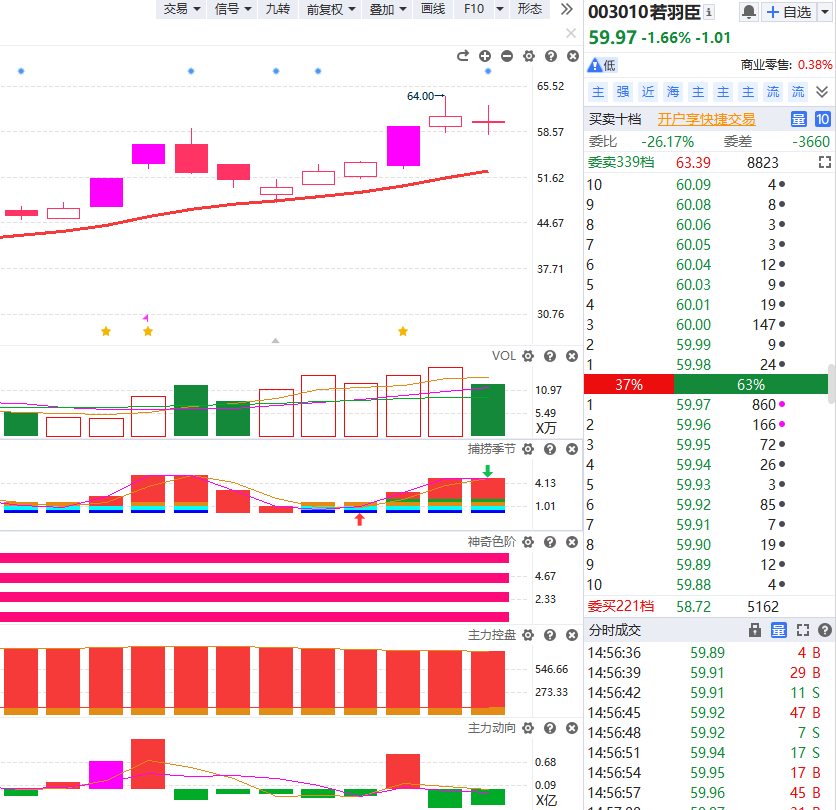 交易 信号 九转 前复权 叠加 画线 F10 形态
65.52
64.00
58.57
51.62
44.67
37.71
30.76
VOL
10.97
5.49
X万
捕捞季节
4.13
1.01
神奇色阶
4.67
2.33
主力控盘
546.66
273.33
主力动向
0.68
0.09
X亿
003010若羽臣 自选
59.97 -1.66% -1.01
低 商业零售: 0.38%
主 强 近 海 主 主 主 流 流
买卖十档 开户享快捷交易 量 10
委比 -26.17% 委差 -3660
委卖339档 63.39 8823
10 60.09 4
9 60.08 8
8 60.06 3
7 60.05 3
6 60.04 12
5 60.03 9
4 60.01 19
3 60.00 147
2 59.99 9
1 59.98 24
37% 63%
1 59.97 860
2 59.96 166
3 59.95 72
4 59.94 26
5 59.93 3
6 59.92 85
7 59.91 7
8 59.90 19
9 59.89 12
10 59.88 4
委买221档 58.72 5162
分时成交 量
14:56:36 59.89 4 B
14:56:39 59.91 29 B
14:56:42 59.91 11 S
14:56:45 59.92 47 B
14:56:48 59.92 7 S
14:56:51 59.94 17 S
14:56:54 59.95 17 B
14:56:57 59.96 45 B